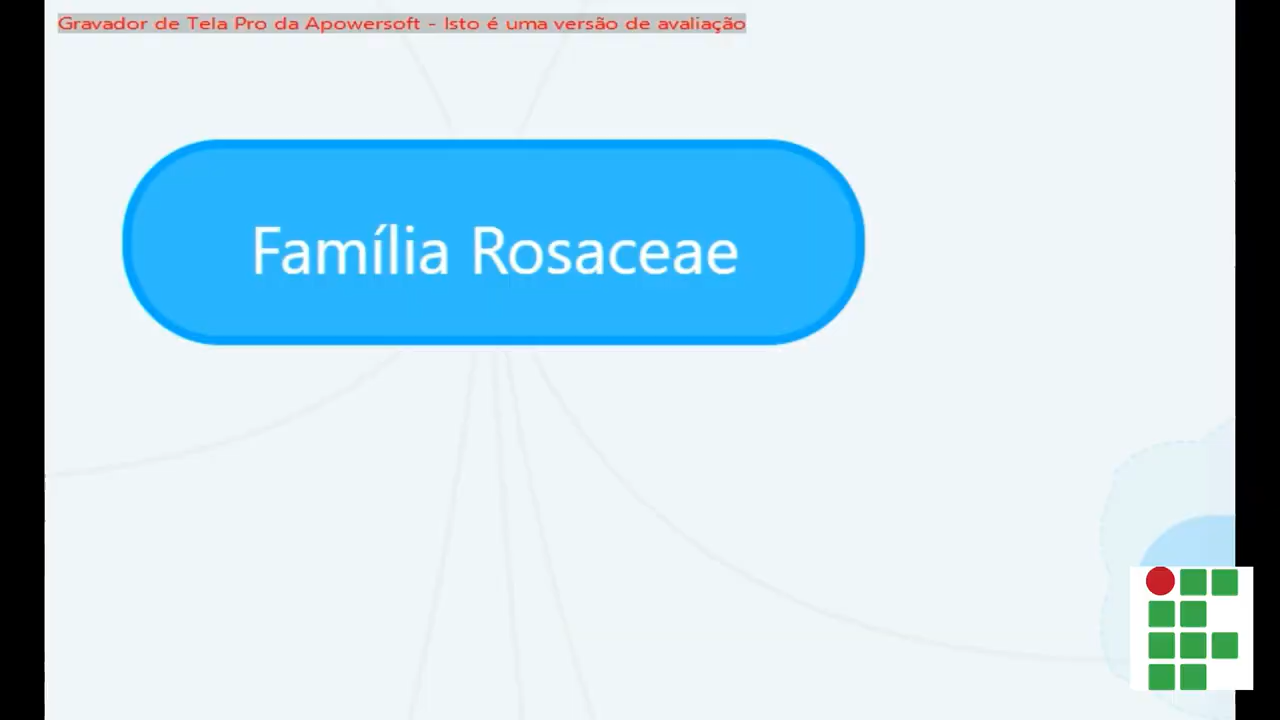 Gravador de Tela Pro da Apowersoft - Isto é uma versão de avaliação
Família Rosaceae